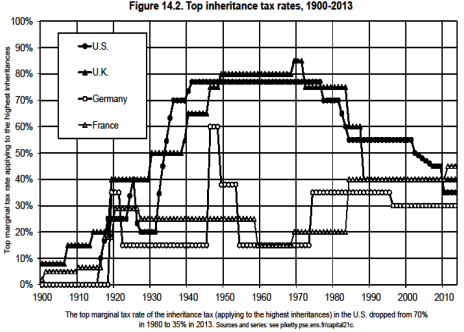 Figure 14.2. Top inheritance tax rates, 1900-2013
Top marginal tax rate applying to the highest inheritances
100%
90%
80%
70%
60%
50%
40%
30%
20%
10%
0%
U.S.
U.K.
Germany
France
1900 1910 1920 1930 1940 1950 1960 1970 1980 1990 2000 2010
The top marginal tax rate of the inheritance tax (applying to the highest inheritances) in the U.S. dropped from 70%
in 1980 to 35% in 2013. Sources and series: see piketty.pse.ens.fr/capital21c.